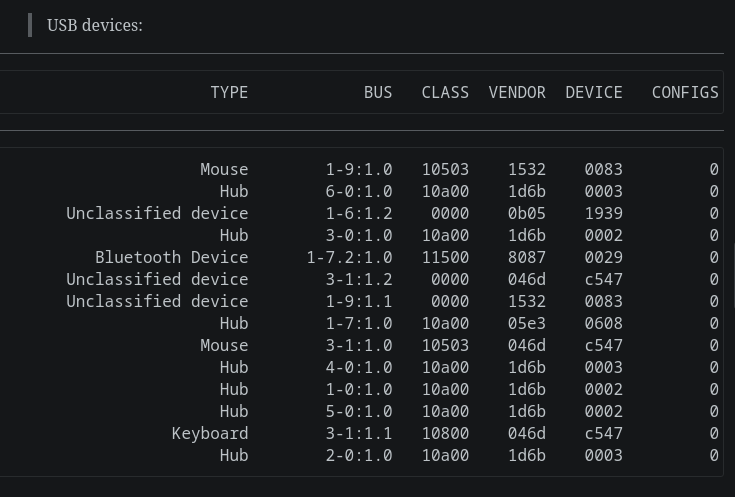 USB devices:
TYPE BUS CLASS VENDOR DEVICE CONFIGS
Mouse 1-9:1.0 10503 1532 0083 0
Hub 6-0:1.0 10a00 1d6b 0003 0
Unclassified device 1-6:1.2 0000 0b05 1939 0
Hub 3-0:1.0 10a00 1d6b 0002 0
Bluetooth Device 1-7.2:1.0 11500 8087 0029 0
Unclassified device 3-1:1.2 0000 046d c547 0
Unclassified device 1-9:1.1 0000 1532 0083 0
Hub 1-7:1.0 10a00 05e3 0608 0
Mouse 3-1:1.0 10503 046d c547 0
Hub 4-0:1.0 10a00 1d6b 0003 0
Hub 1-0:1.0 10a00 1d6b 0002 0
Hub 5-0:1.0 10a00 1d6b 0002 0
Keyboard 3-1:1.1 10800 046d c547 0
Hub 2-0:1.0 10a00 1d6b 0003 0